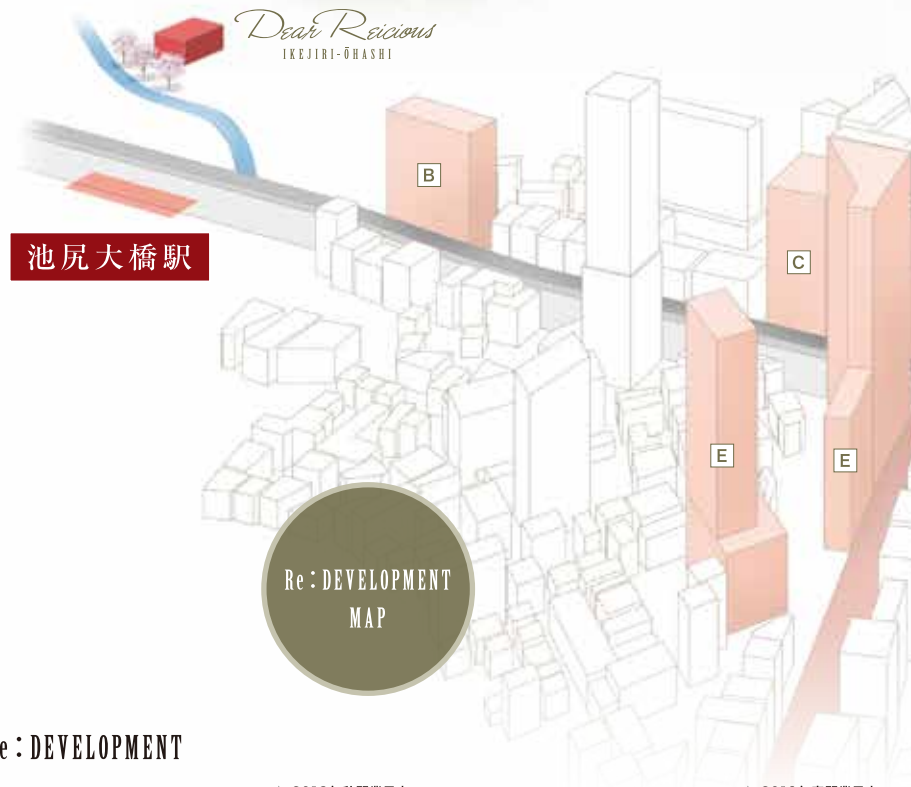 Dear Reicious
IKEJIRI-ŌHASHI
B
池尻大橋駅
C
E
E
Re：DEVELOPMENT
MAP
e：DEVELOPMENT